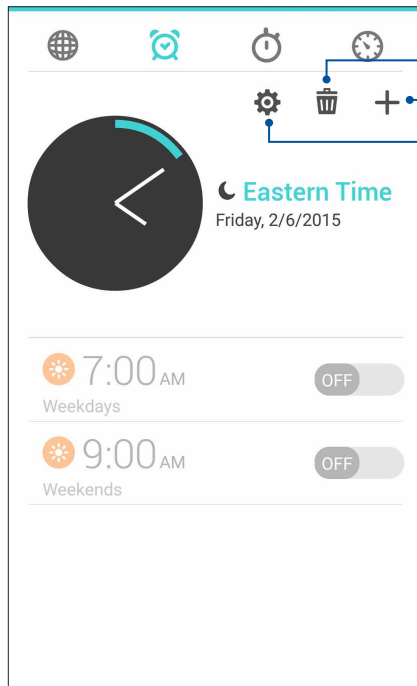 Eastern Time
Friday, 2/6/2015
7:00 AM
OFF
Weekdays
9:00 AM
OFF
Weekends